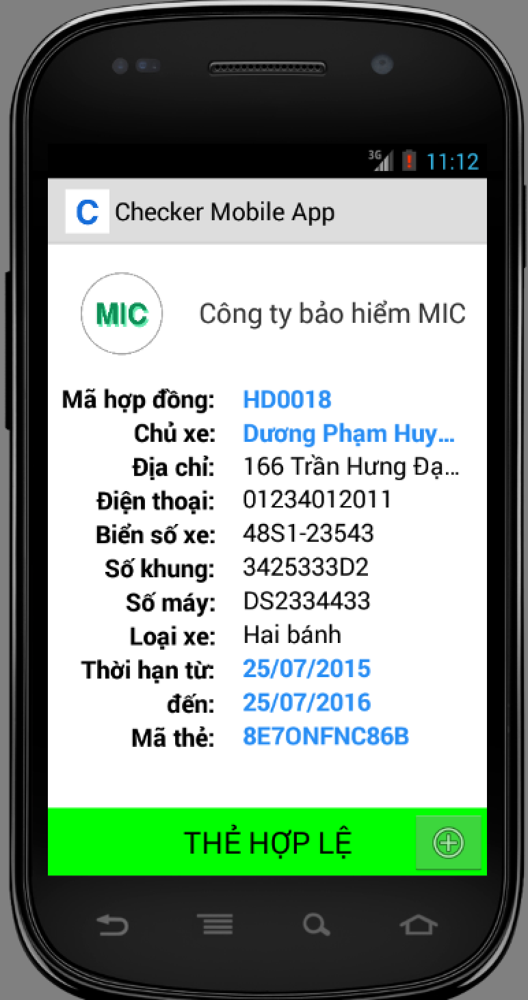 3G 11:12
C Checker Mobile App
MIC Công ty bảo hiểm MIC
Mã hợp đồng: HD0018
Chủ xe: Dương Phạm Huy...
Địa chỉ: 166 Trần Hưng Đạ...
Điện thoại: 01234012011
Biển số xe: 48S1-23543
Số khung: 3425333D2
Số máy: DS2334433
Loại xe: Hai bánh
Thời hạn từ: 25/07/2015
đến: 25/07/2016
Mã thẻ: 8E7ONFNC86B
THẺ HỢP LỆ